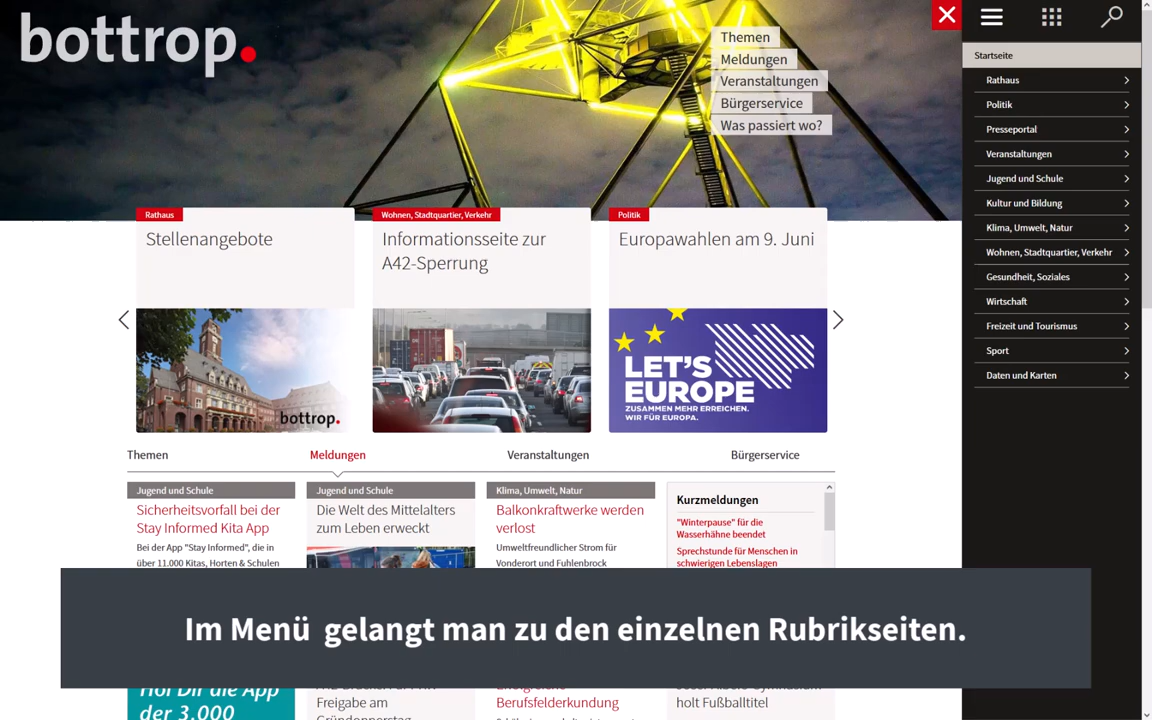 bottrop.
Themen
Meldungen
Veranstaltungen
Bürgerservice
Was passiert wo?
Startseite
Rathaus
Politik
Presseportal
Veranstaltungen
Jugend und Schule
Kultur und Bildung
Klima, Umwelt, Natur
Wohnen, Stadtquartier, Verkehr
Gesundheit, Soziales
Wirtschaft
Freizeit und Tourismus
Sport
Daten und Karten
Rathaus
Stellenangebote
bottrop.
Wohnen, Stadtquartier, Verkehr
Informationsseite zur
A42-Sperrung
Politik
Europawahlen am 9. Juni
LET'S
EUROPE
ZUSAMMEN MEHR ERREICHEN.
WIR FÜR EUROPA.
Themen
Meldungen
Veranstaltungen
Bürgerservice
Jugend und Schule
Sicherheitsvorfall bei der
Stay Informed Kita App
Bei der App "Stay Informed", die in
über 11.000 Kitas, Horten & Schulen
Jugend und Schule
Die Welt des Mittelalters
zum Leben erweckt
Klima, Umwelt, Natur
Balkonkraftwerke werden
verlost
Umweltfreundlicher Strom für
Vonderort und Fuhlenbrock
Kurzmeldungen
"Winterpause" für die
Wasserhähne beendet
Sprechstunde für Menschen in
schwierigen Lebenslagen
Im Menü gelangt man zu den einzelnen Rubrikseiten.
Hol Dir die App
der 3.000
Freigabe am
Gründonnerstag
Erfolgreiche
Befolgsfelderkundung
holt Fußballtitel